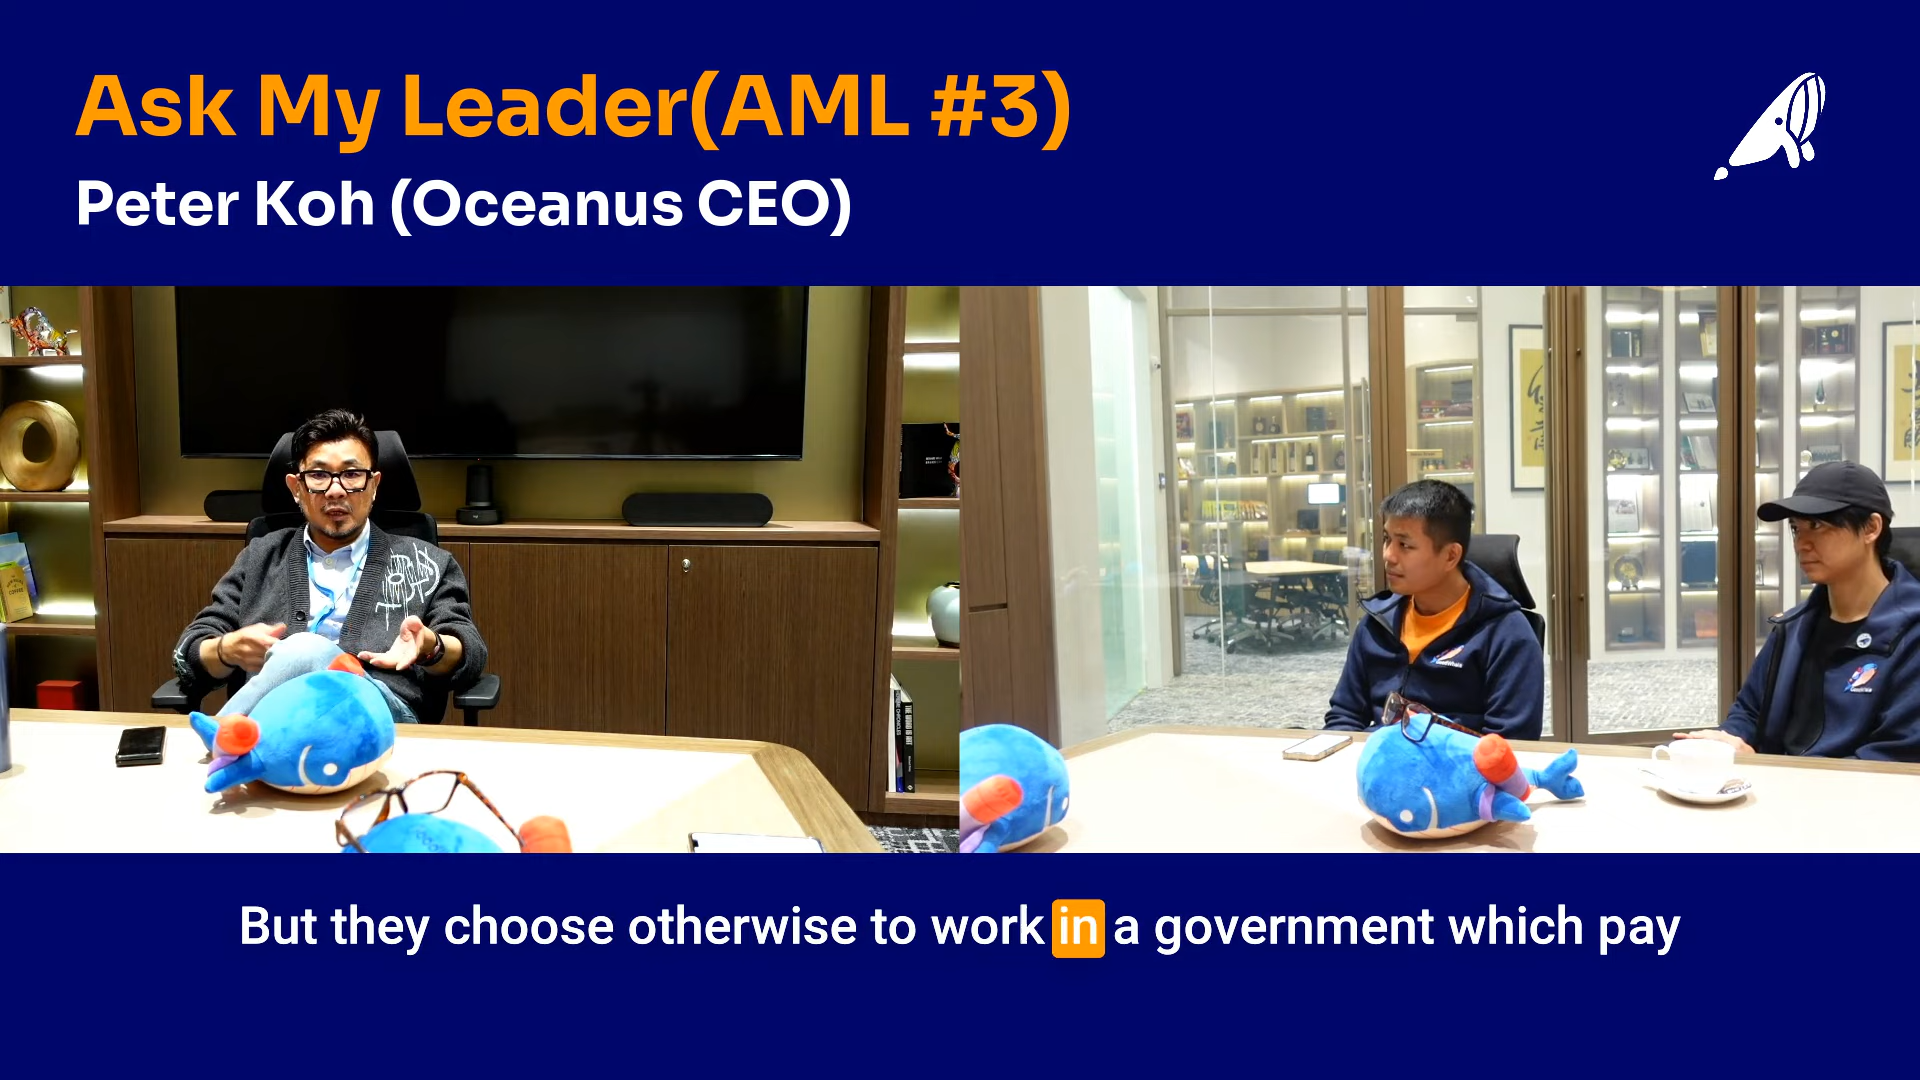 Ask My Leader(AML #3)
Peter Koh (Oceanus CEO)
But they choose otherwise to work in a government which pay